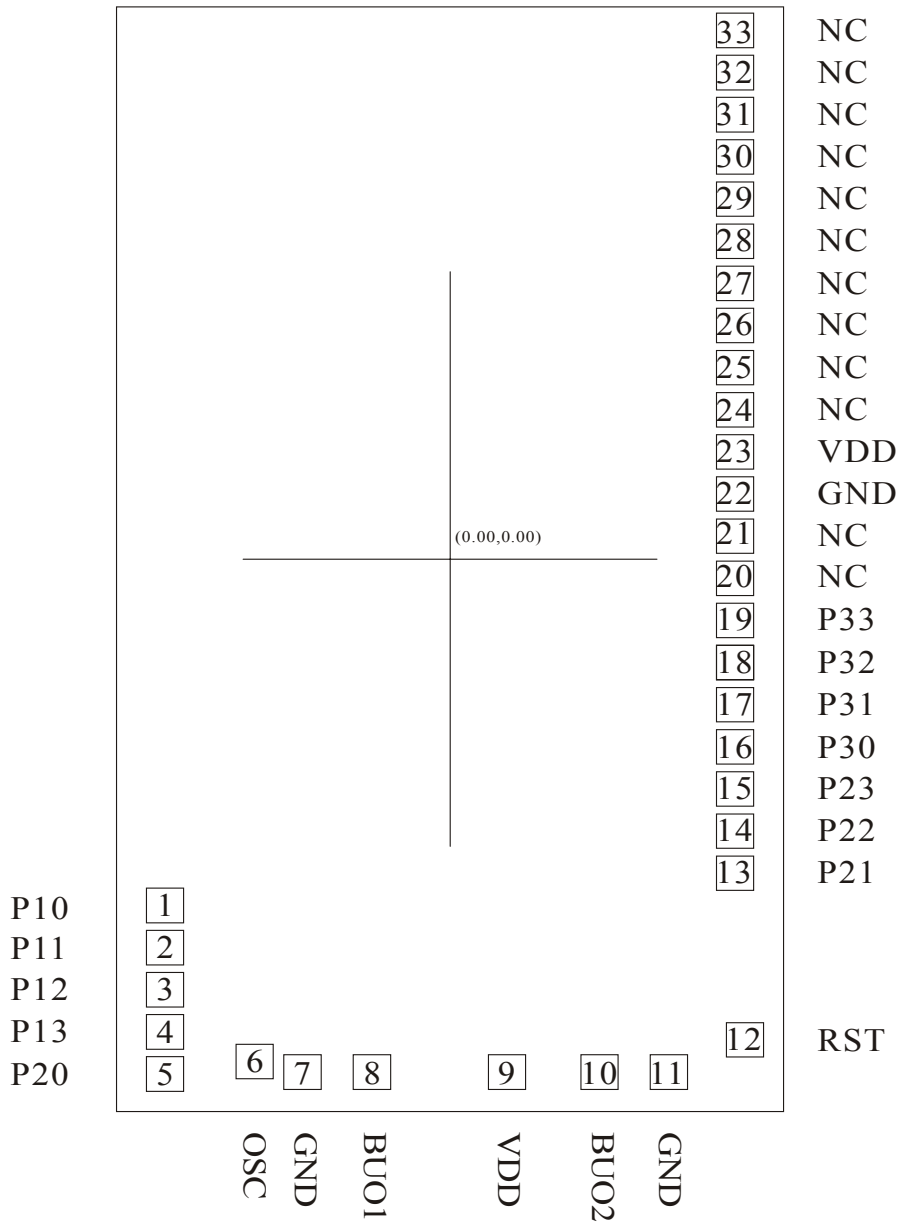 33 NC
32 NC
31 NC
30 NC
29 NC
28 NC
27 NC
26 NC
25 NC
24 NC
23 VDD
22 GND
(0.00,0.00)
21 NC
20 NC
19 P33
18 P32
17 P31
16 P30
15 P23
14 P22
13 P21
P10 1
P11 2
P12 3
P13 4
12 RST
P20 5
6
7
8
9
10
11
OSC
GND
BUO1
VDD
BUO2
GND